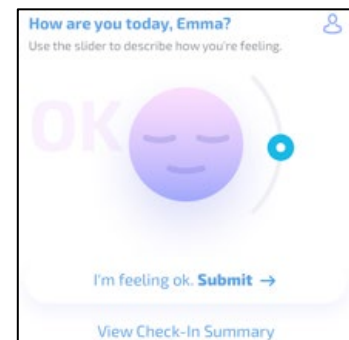 How are you today, Emma?
Use the slider to describe how you're feeling.
OK
I'm feeling ok. Submit →
View Check-In Summary